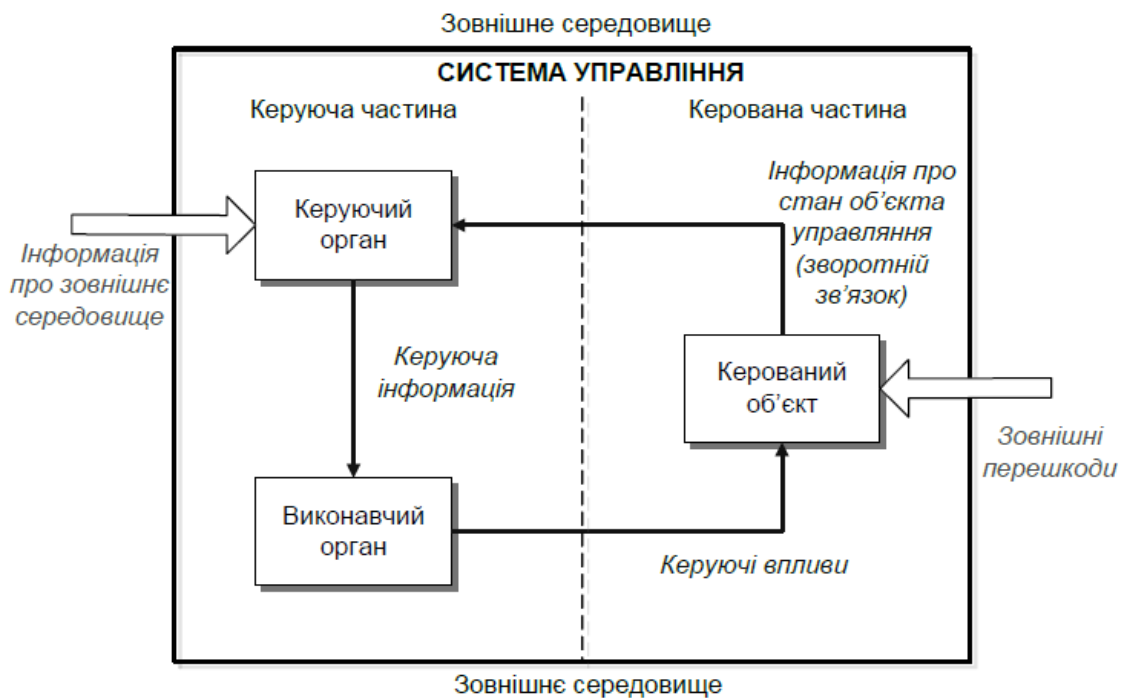 Зовнішне середовище
СИСТЕМА УПРАВЛІННЯ
Керуюча частина
Керована частина
Керуючий
орган
Інформація про
стан об’єкта
управляння
(зворотній
зв’язок)
Інформація
про зовнішнє
середовище
Керуюча
інформація
Керований
об’єкт
Зовнішні
перешкоди
Виконавчий
орган
Керуючі впливи
Зовнішнє середовище